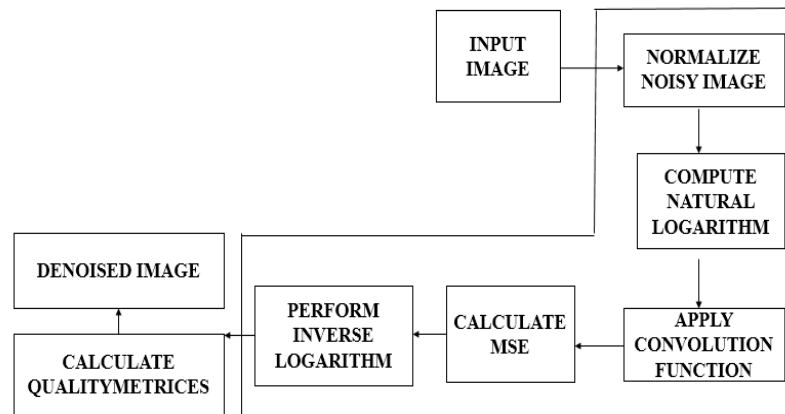 INPUT
IMAGE
NORMALIZE
NOISY IMAGE
COMPUTE
NATURAL
LOGARITHM
APPLY
CONVOLUTION
FUNCTION
CALCULATE
MSE
PERFORM
INVERSE
LOGARITHM
CALCULATE
QUALITYMETRICES
DENOISED IMAGE